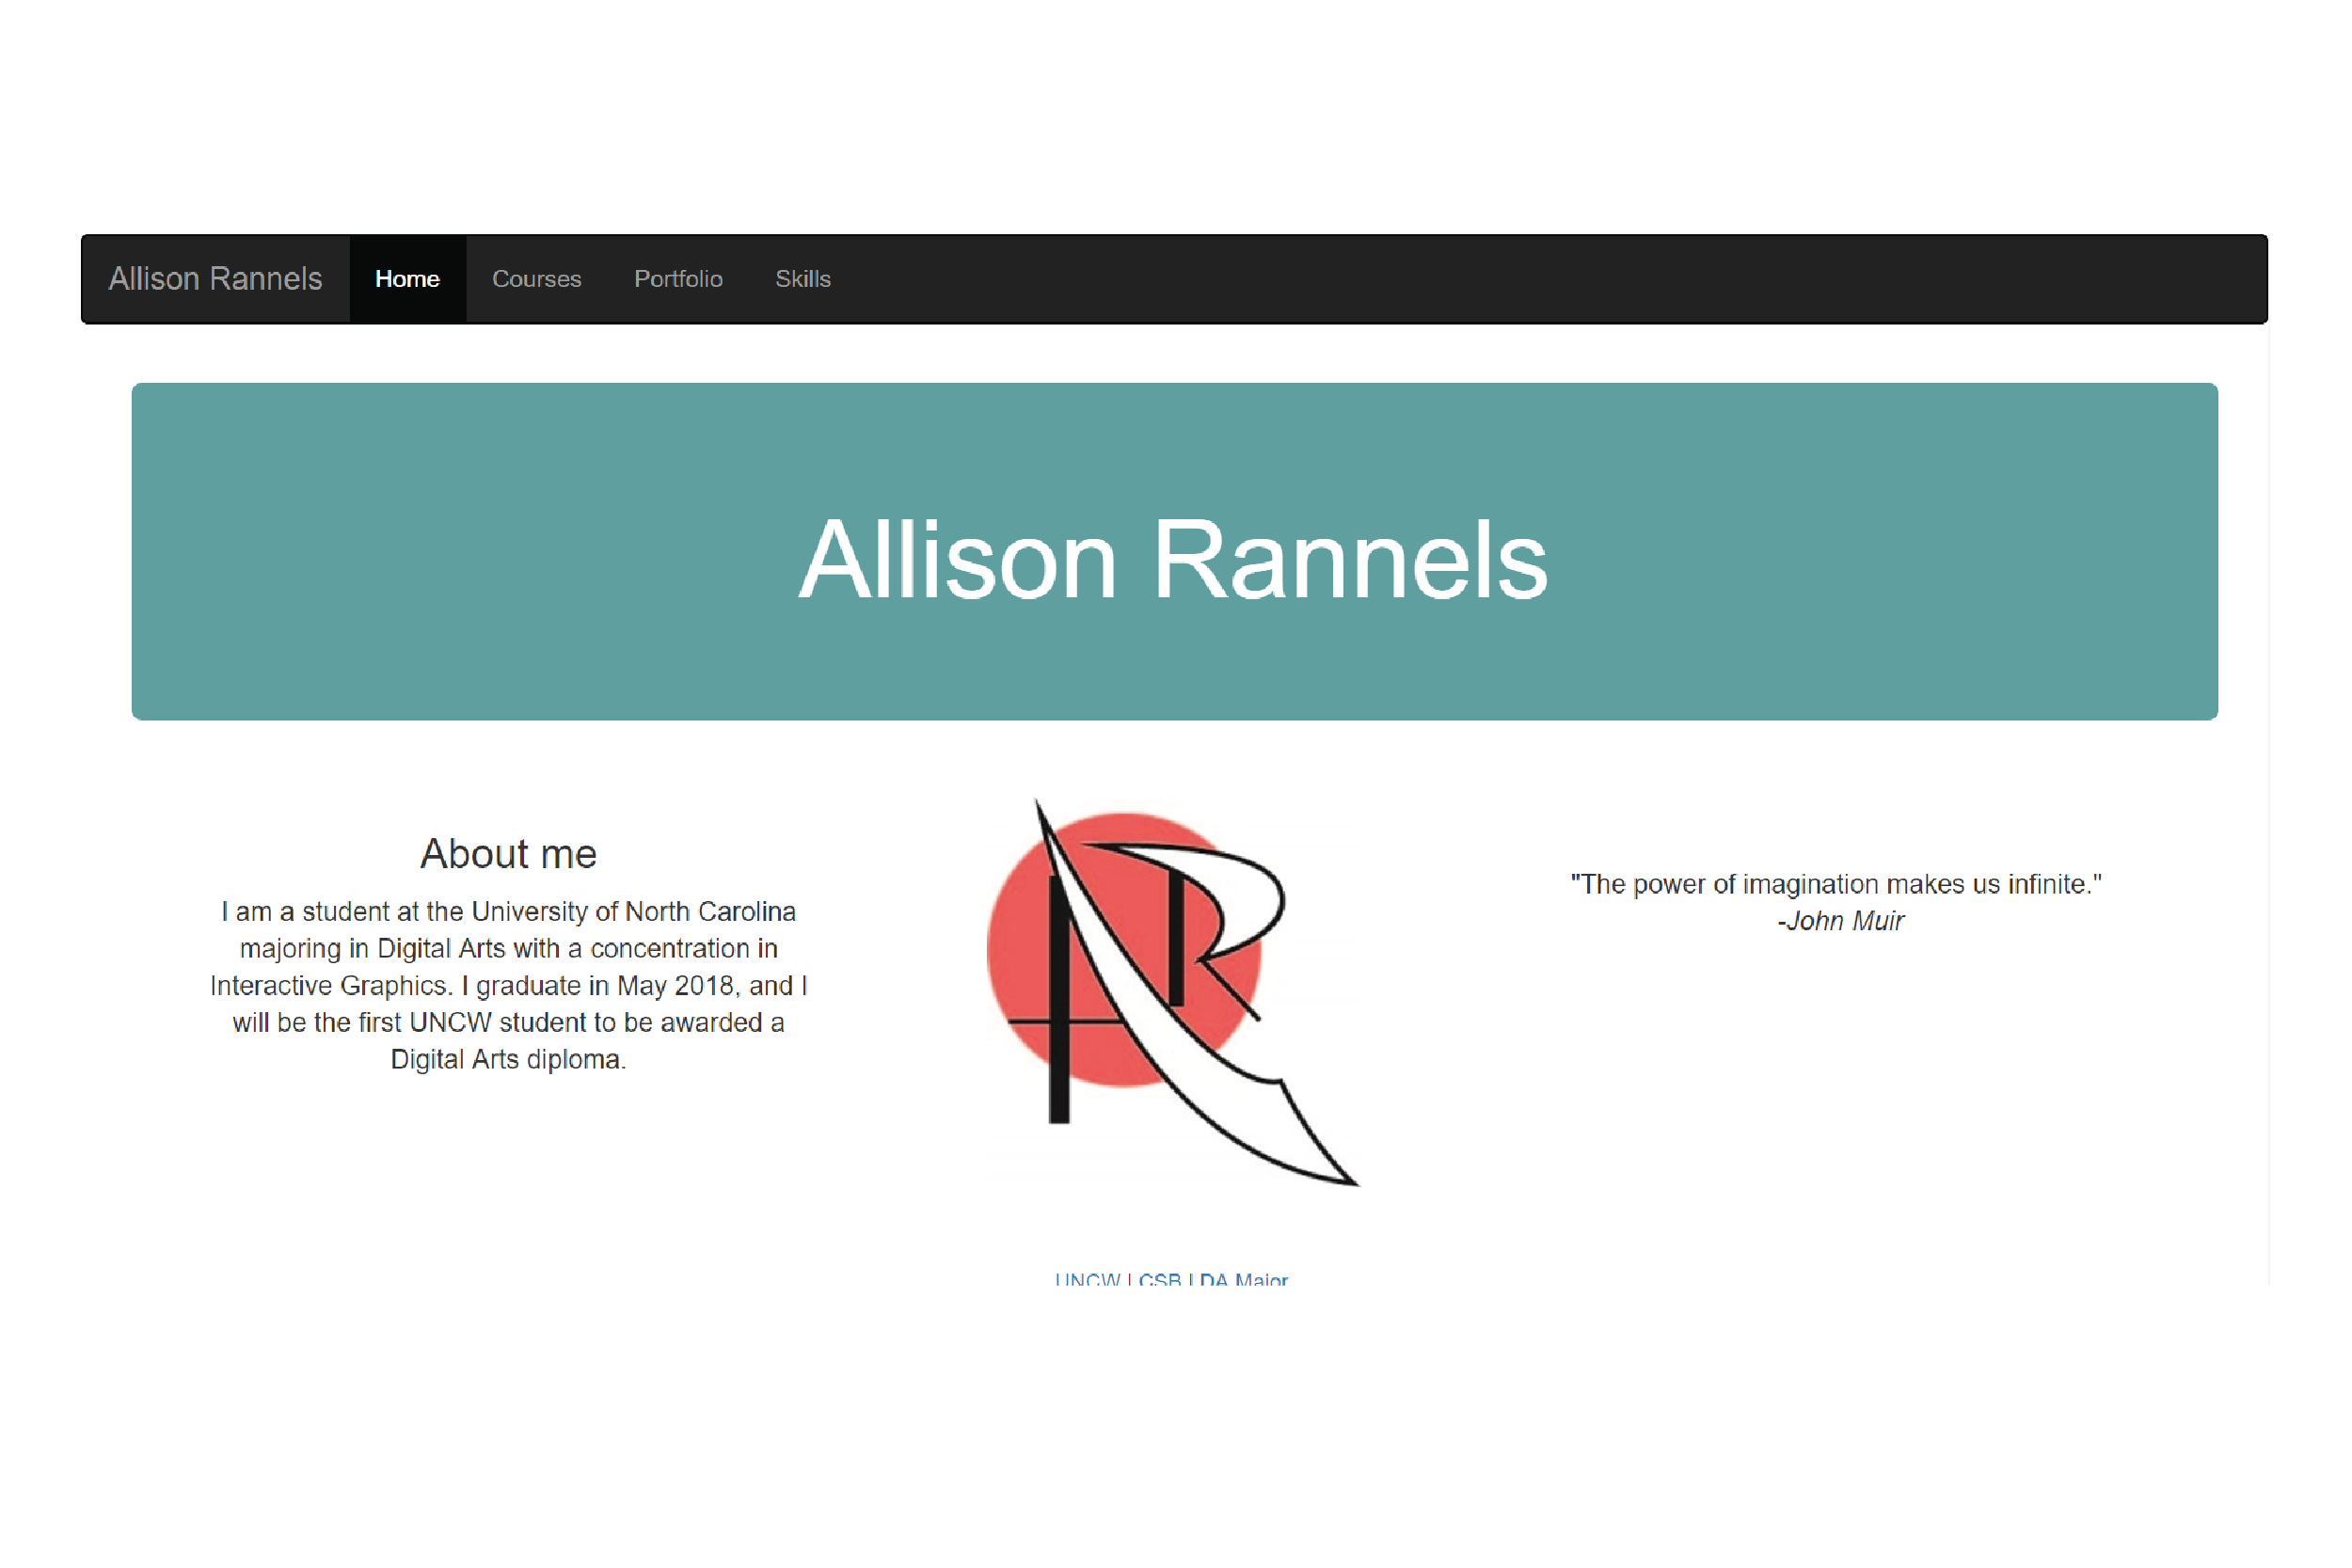 Allison Rannels Home Courses Portfolio Skills
Allison Rannels
About me
I am a student at the University of North Carolina
majoring in Digital Arts with a concentration in
Interactive Graphics. I graduate in May 2018, and I
will be the first UNCW student to be awarded a
Digital Arts diploma.
AR
"The power of imagination makes us infinite."
-John Muir
UNCW | CSB | DA Major